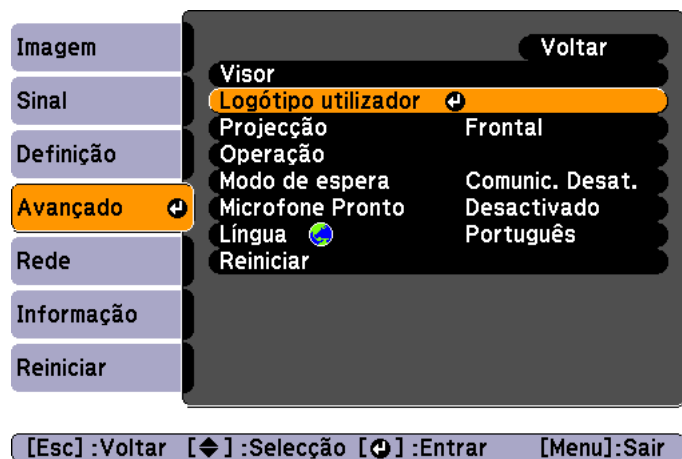 Imagem
Sinal
Definição
Avançado
Rede
Informação
Reiniciar
Voltar
Visor
Logótipo utilizador
Projecção Frontal
Operação
Modo de espera Comunic. Desat.
Microfone Pronto Desactivado
Língua Português
Reiniciar
[Esc] :Voltar [ ] :Selecção [ ] :Entrar [Menu]:Sair